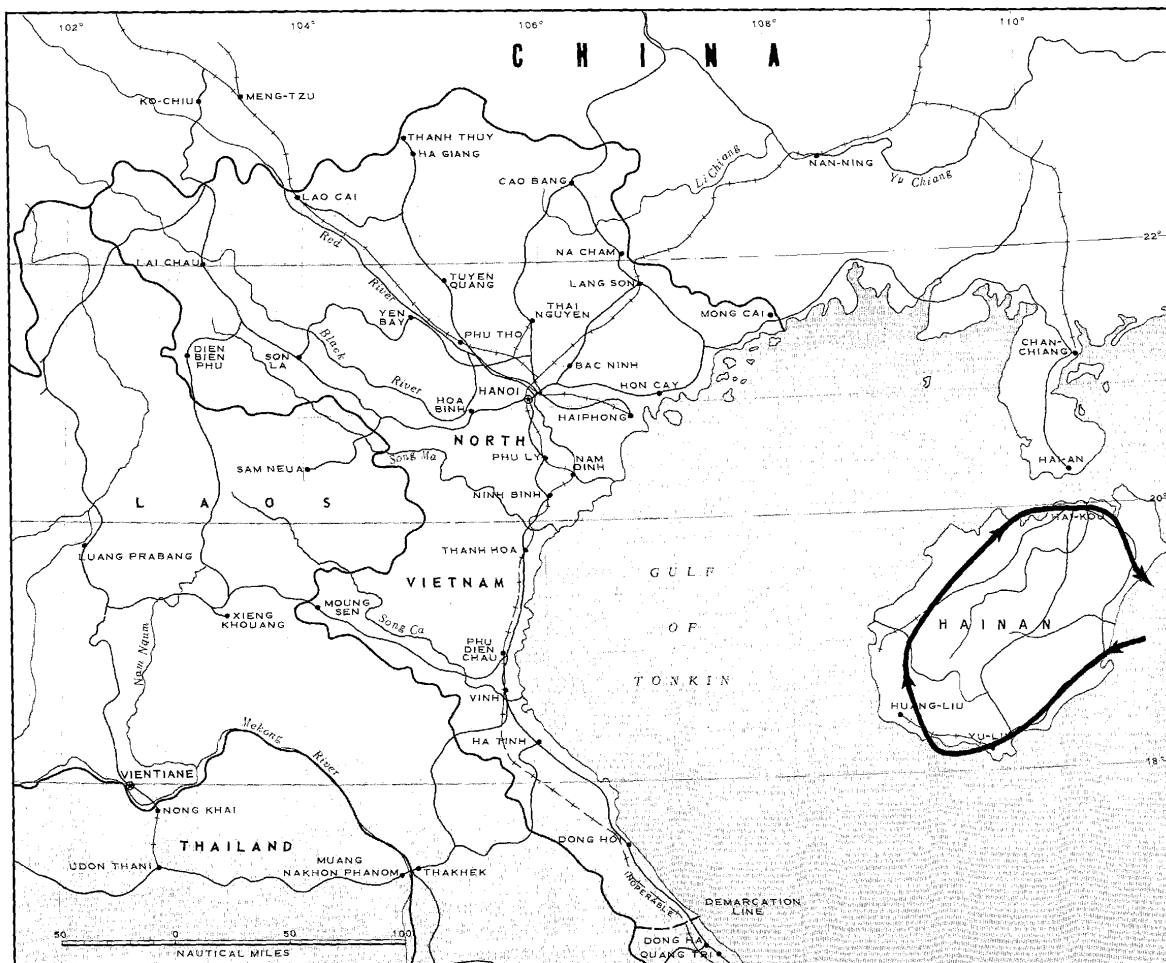 102°
104°
106°
108°
110°
CHINA
KO-CHIU
MENG-TZU
THANH THUY
HA GIANG
CAO BANG
Li Chiang
NAN-NING
Yu Chiang
LAO CAI
Red
River
22°
LAI CHAU
NA CHAM
TUYEN
QUANG
LANG SON
MONG CAI
THAI
NGUYEN
YEN
BAY
PHU THO
Black
River
DIEN
BIEN
PHU
SON
LA
BAC NINH
CHAN-
CHIANG
HANOI
HON CAY
HOA
BINH
HAIPHONG
NORTH
Song Ma
PHU LY
NAM
DINH
SAM NEUA
HAI-AN
NINH BINH
LAOS
20°
HAI-KOU
LUANG PRABANG
THANH HOA
VIETNAM
GULF
OF
TONKIN
MOUNG
SEN
XIENG
KHOUANG
Song Ca
HAINAN
PHU
DIEN
CHAU
Nam Ngum
VINH
HUANG-LIU
YU-LIN
Mekong
River
HA TINH
18°
VIENTIANE
NONG KHAI
THAILAND
DONG HOI
UDON THANI
MUANG
NAKHON PHANOM
THAKHEK
INOPERABLE
DEMARCATION
LINE
50 0 100
NAUTICAL MILES
DONG HA
QUANG TRI